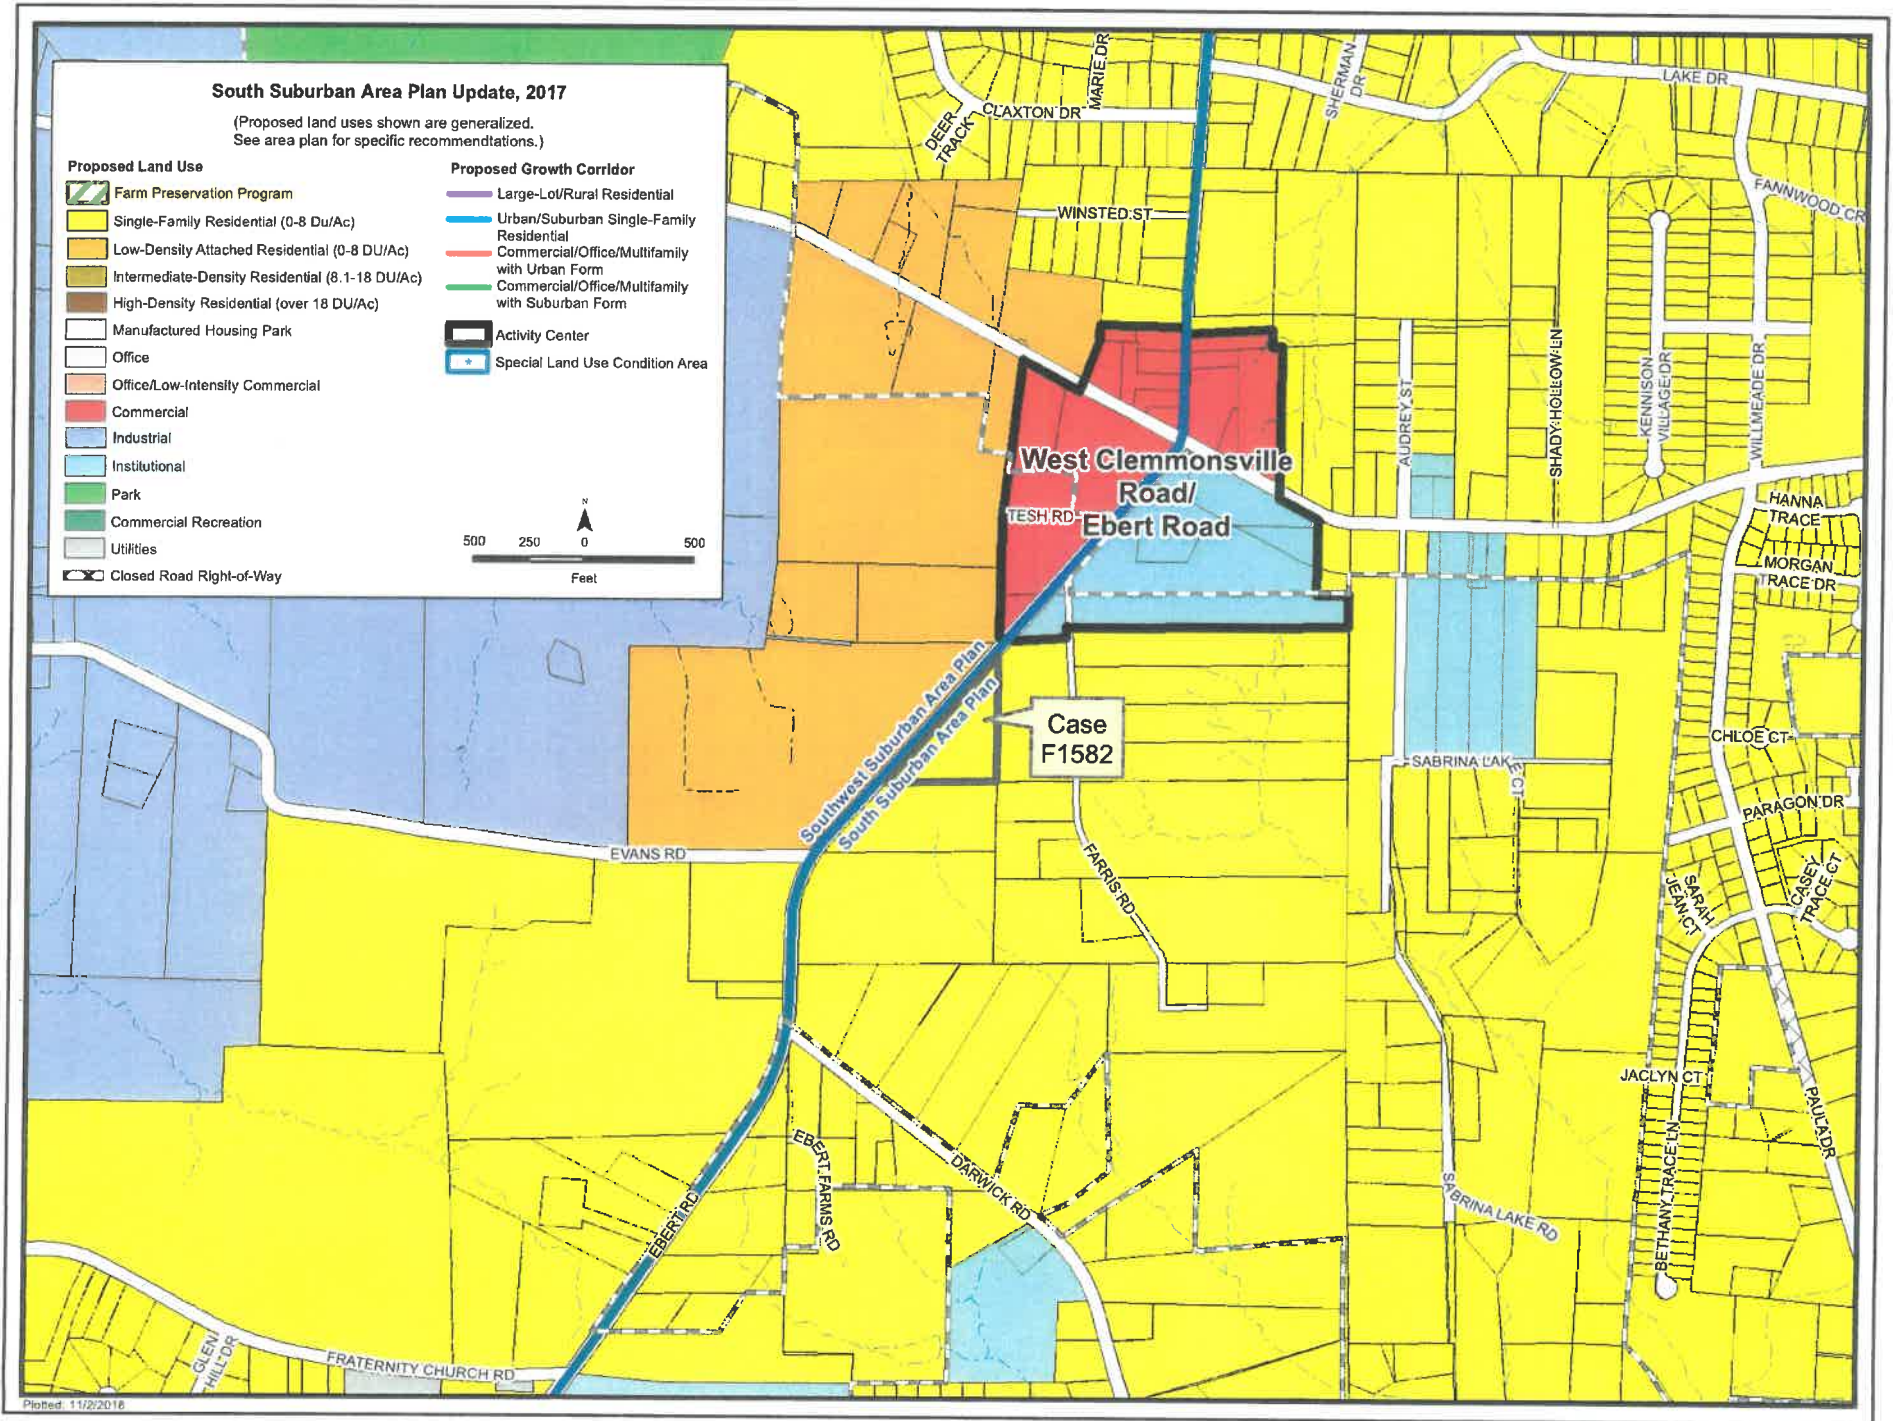 South Suburban Area Plan Update, 2017
(Proposed land uses shown are generalized.
See area plan for specific recommendtations.)
Proposed Land Use
Farm Preservation Program
Single-Family Residential (0-8 Du/Ac)
Low-Density Attached Residential (0-8 DU/Ac)
Intermediate-Density Residential (8.1-18 DU/Ac)
High-Density Residential (over 18 DU/Ac)
Manufactured Housing Park
Office
Office/Low-Intensity Commercial
Commercial
Industrial
Institutional
Park
Commercial Recreation
Utilities
Closed Road Right-of-Way
Proposed Growth Corridor
Large-Lot/Rural Residential
Urban/Suburban Single-Family
Residential
Commercial/Office/Multifamily
with Urban Form
Commercial/Office/Multifamily
with Suburban Form
Activity Center
Special Land Use Condition Area
N
500 250 0 500
Feet
DEER
TRACK
CLAXTON DR
MARIE DR
SHERMAN
DR
LAKE DR
FANNWOOD CR
WINSTED ST
AUDREY ST
SHADY HOLLOW LN
KENNISON
VILLAGE DR
WILLMEADE DR
West Clemmonsville
Road/
Ebert Road
TESH RD
HANNA
TRACE
MORGAN
TRACE DR
Southwest Suburban Area Plan
South Suburban Area Plan
Case
F1582
CHLOE CT
SABRINA LAKE CT
PARAGON DR
EVANS RD
FARRIS RD
SARAH
JEAN CT
CASEY
TRACE CT
JACLYN CT
PAULA DR
EBERT RD
EBERT FARMS RD
DARWICK RD
SABRINA LAKE RD
BETHANY TRACE LN
GLEN
HILL DR
FRATERNITY CHURCH RD
Plotted: 11/2/2018